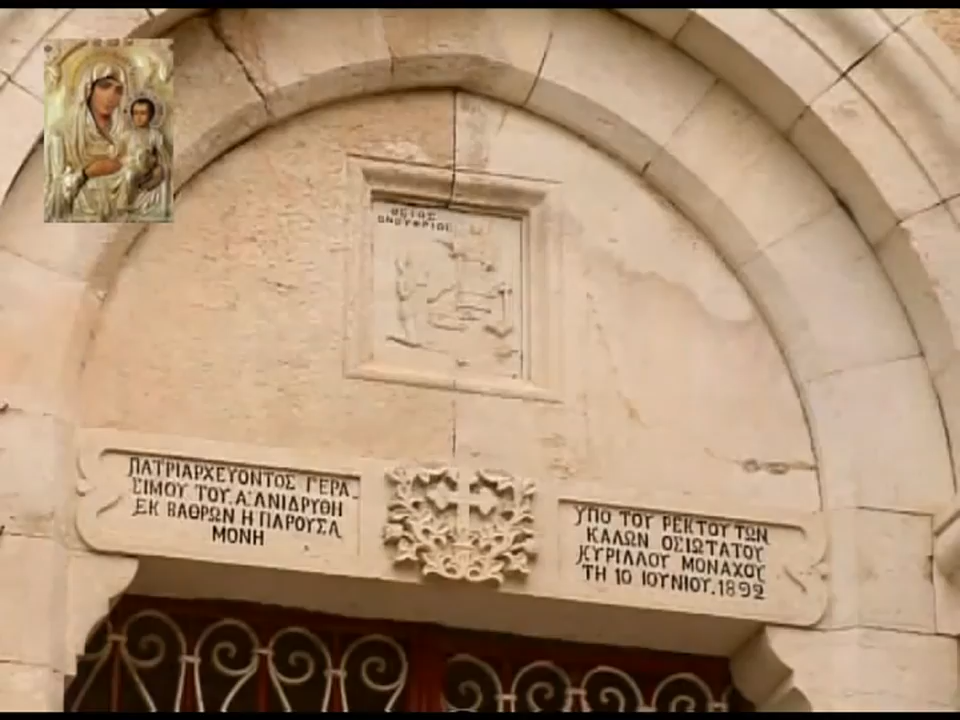 ΟΣΙΟΣ
ΟΝΟΥΦΡΙΟΣ
ΠΑΤΡΙΑΡΧΕΥΟΝΤΟΣ ΓΕΡΑ
ΣΙΜΟΥ ΤΟΥ.Α΄.ΑΝΙΔΡΥΘΗ
ΕΚ ΒΑΘΡΩΝ Η ΠΑΡΟΥΣΑ
ΜΟΝΗ
ΥΠΟ ΤΟΥ ΡΕΚΤΟΥ ΤΩΝ
ΚΑΛΩΝ ΟΣΙΩΤΑΤΟΥ
ΚΥΡΙΛΛΟΥ ΜΟΝΑΧΟΥ
ΤΗ 10 ΙΟΥΝΙΟΥ.1892